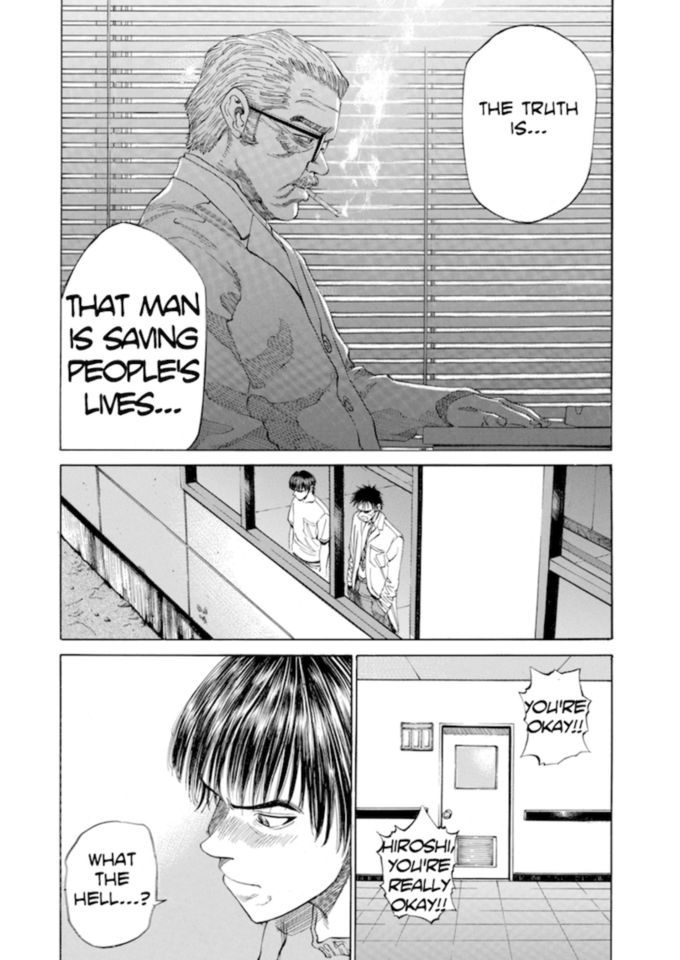 THE TRUTH
IS...
THAT MAN
IS SAVING
PEOPLE'S
LIVES...
YOU'RE
OKAY!!
HIROSHI,
YOU'RE
REALLY
OKAY!!
WHAT
THE
HELL...?